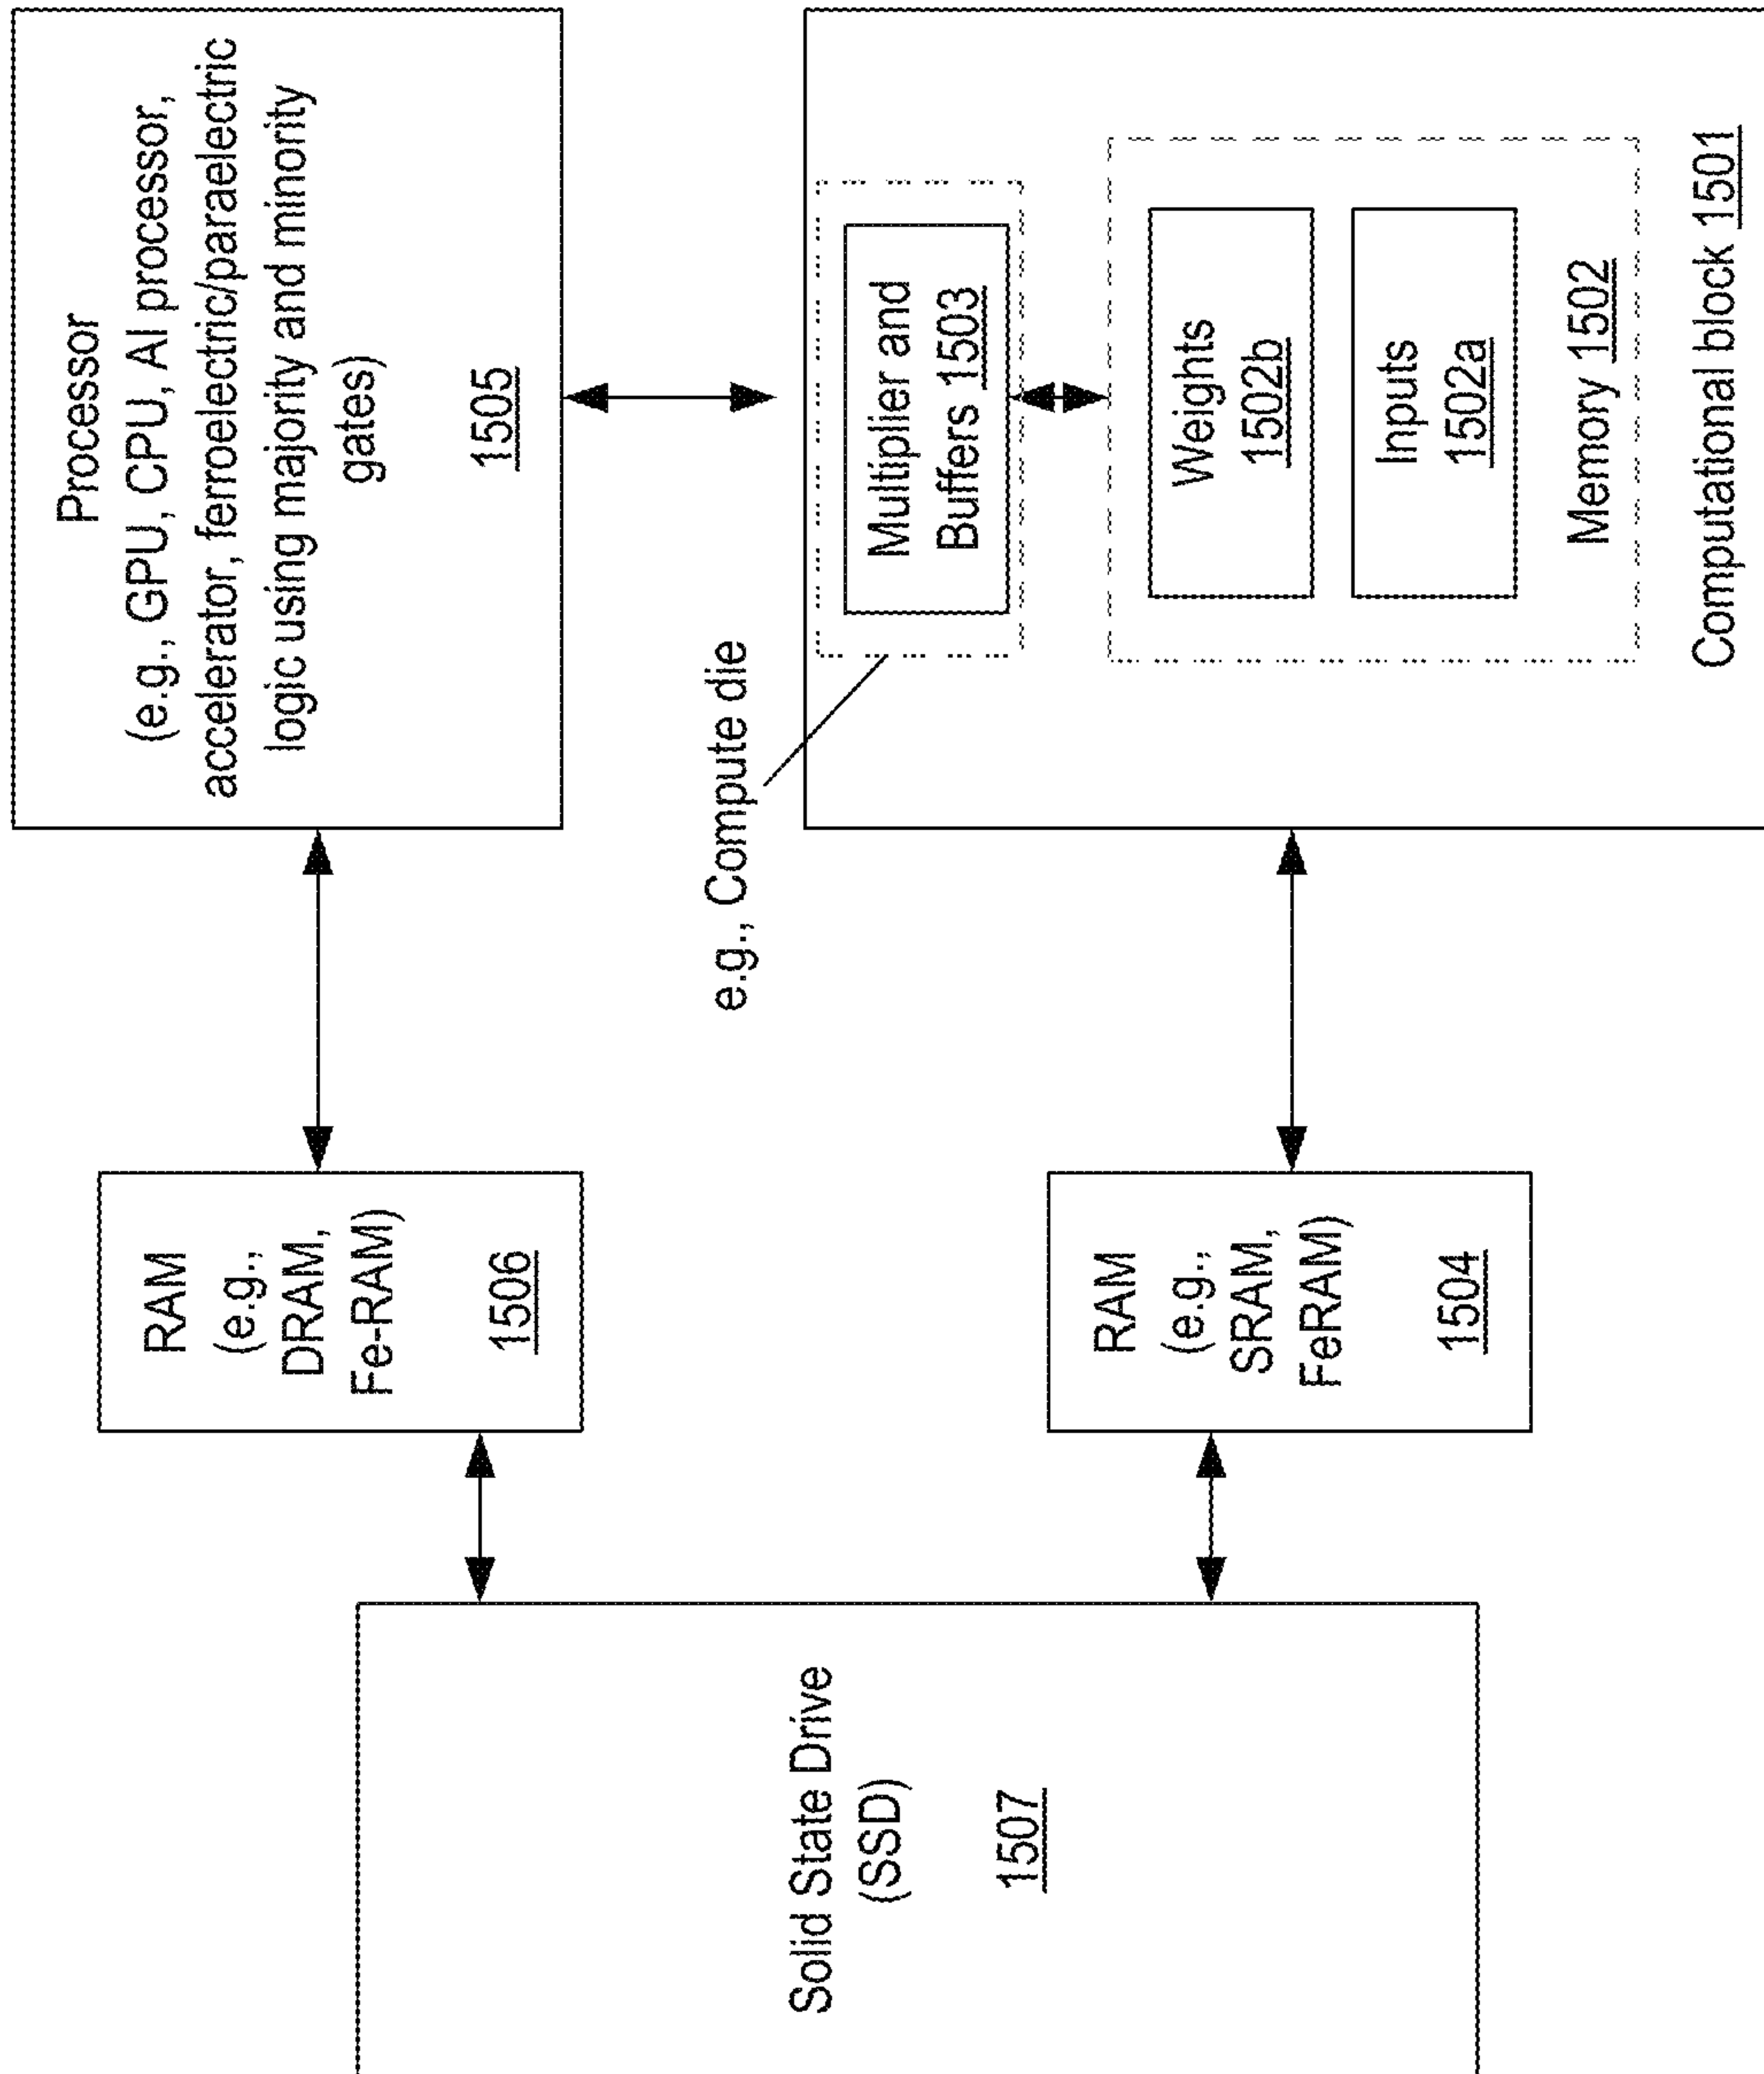 Solid State Drive
(SSD)
1507
RAM
(e.g.,
DRAM,
Fe-RAM)
1506
RAM
(e.g.,
SRAM,
FeRAM)
1504
Processor
(e.g., GPU, CPU, AI processor,
accelerator, ferroelectric/paraelectric
logic using majority and minority
gates)
1505
e.g., Compute die
Multiplier and
Buffers 1503
Weights
1502b
Inputs
1502a
Memory 1502
Computational block 1501